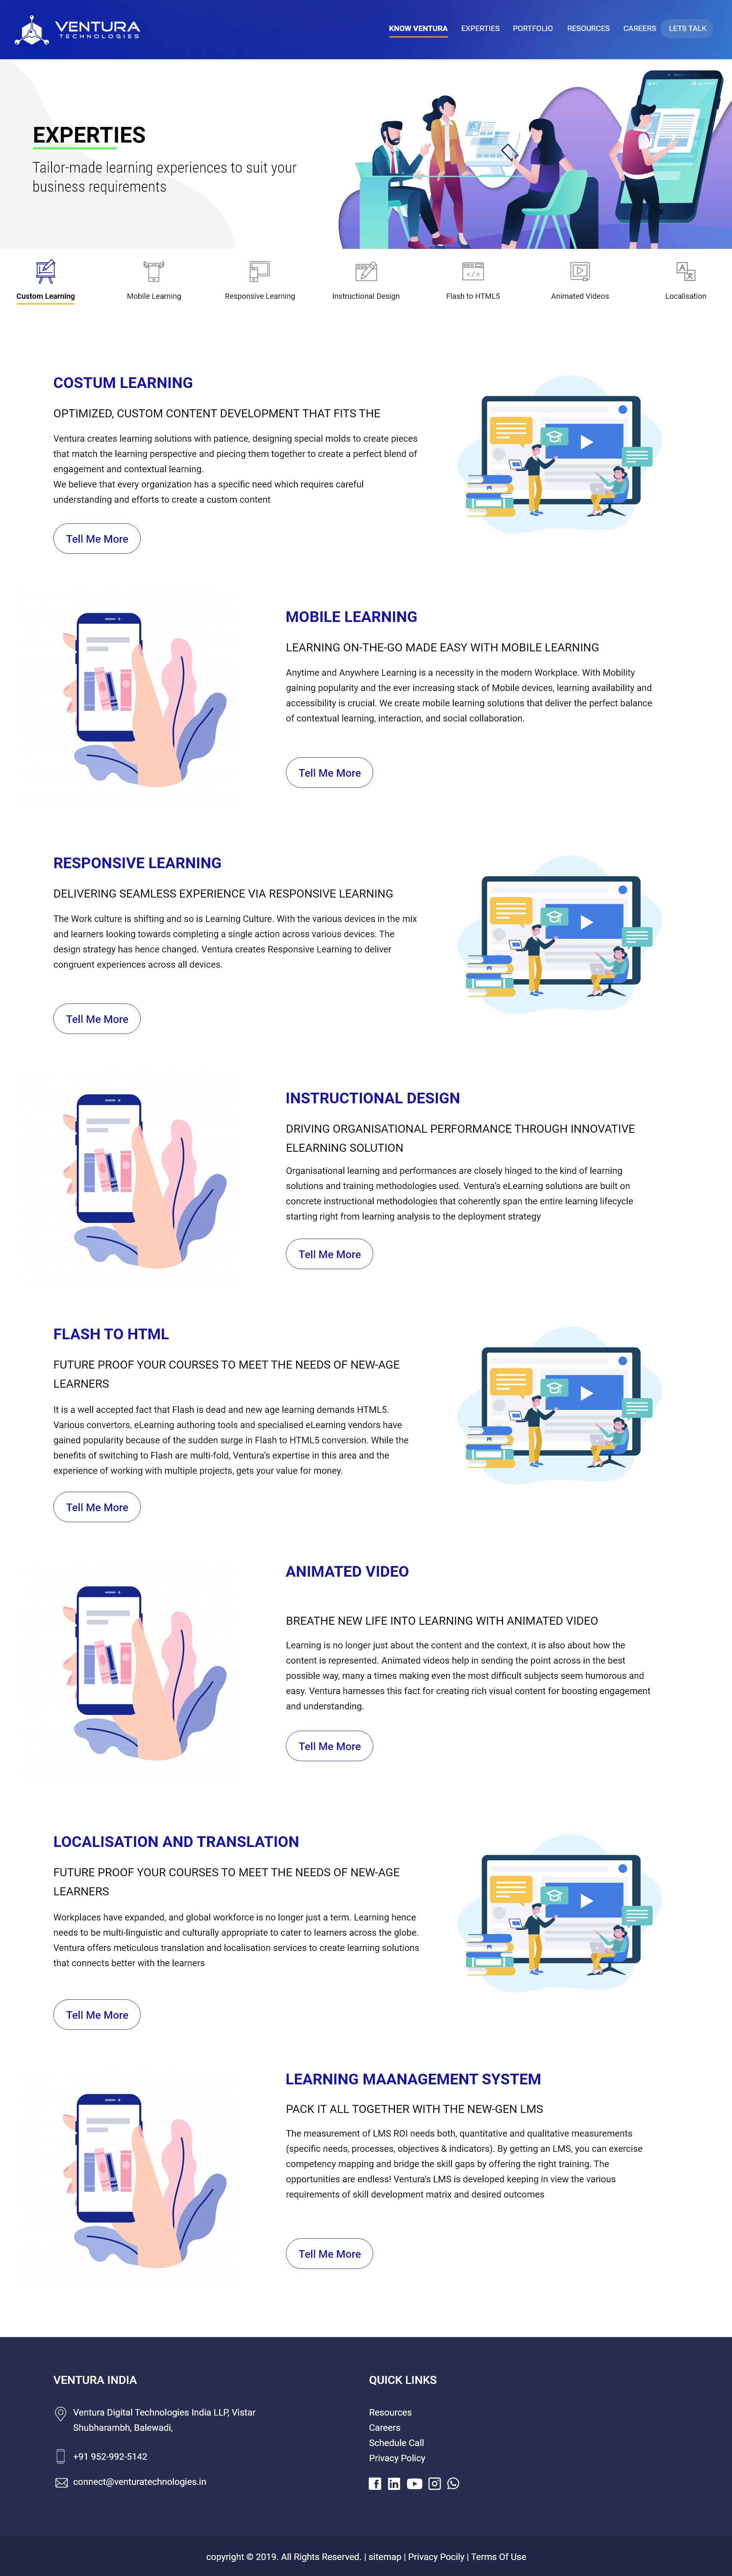 VENTURA
TECHNOLOGIES
KNOW VENTURA EXPERTIES PORTFOLIO RESOURCES CAREERS LETS TALK
EXPERTIES
Tailor-made learning experiences to suit your
business requirements
Custom Learning Mobile Learning Responsive Learning Instructional Design Flash to HTML5 Animated Videos Localisation
COSTUM LEARNING
OPTIMIZED, CUSTOM CONTENT DEVELOPMENT THAT FITS THE
Ventura creates learning solutions with patience, designing special molds to create pieces
that match the learning perspective and piecing them together to create a perfect blend of
engagement and contextual learning.
We believe that every organization has a specific need which requires careful
understanding and efforts to create a custom content
Tell Me More
MOBILE LEARNING
LEARNING ON-THE-GO MADE EASY WITH MOBILE LEARNING
Anytime and Anywhere Learning is a necessity in the modern Workplace. With Mobility
gaining popularity and the ever increasing stack of Mobile devices, learning availability and
accessibility is crucial. We create mobile learning solutions that deliver the perfect balance
of contextual learning, interaction, and social collaboration.
Tell Me More
RESPONSIVE LEARNING
DELIVERING SEAMLESS EXPERIENCE VIA RESPONSIVE LEARNING
The Work culture is shifting and so is Learning Culture. With the various devices in the mix
and learners looking towards completing a single action across various devices. The
design strategy has hence changed. Ventura creates Responsive Learning to deliver
congruent experiences across all devices.
Tell Me More
INSTRUCTIONAL DESIGN
DRIVING ORGANISATIONAL PERFORMANCE THROUGH INNOVATIVE
ELEARNING SOLUTION
Organisational learning and performances are closely hinged to the kind of learning
solutions and training methodologies used. Ventura's eLearning solutions are built on
concrete instructional methodologies that coherently span the entire learning lifecycle
starting right from learning analysis to the deployment strategy
Tell Me More
FLASH TO HTML
FUTURE PROOF YOUR COURSES TO MEET THE NEEDS OF NEW-AGE
LEARNERS
It is a well accepted fact that Flash is dead and new age learning demands HTML5.
Various convertors, eLearning authoring tools and specialised eLearning vendors have
gained popularity because of the sudden surge in Flash to HTML5 conversion. While the
benefits of switching to Flash are multi-fold, Ventura's expertise in this area and the
experience of working with multiple projects, gets your value for money.
Tell Me More
ANIMATED VIDEO
BREATHE NEW LIFE INTO LEARNING WITH ANIMATED VIDEO
Learning is no longer just about the content and the context, it is also about how the
content is represented. Animated videos help in sending the point across in the best
possible way, many a times making even the most difficult subjects seem humorous and
easy. Ventura harnesses this fact for creating rich visual content for boosting engagement
and understanding.
Tell Me More
LOCALISATION AND TRANSLATION
FUTURE PROOF YOUR COURSES TO MEET THE NEEDS OF NEW-AGE
LEARNERS
Workplaces have expanded, and global workforce is no longer just a term. Learning hence
needs to be multi-linguistic and culturally appropriate to cater to learners across the globe.
Ventura offers meticulous translation and localisation services to create learning solutions
that connects better with the learners
Tell Me More
LEARNING MAANAGEMENT SYSTEM
PACK IT ALL TOGETHER WITH THE NEW-GEN LMS
The measurement of LMS ROI needs both, quantitative and qualitative measurements
(specific needs, processes, objectives & indicators). By getting an LMS, you can exercise
competency mapping and bridge the skill gaps by offering the right training. The
opportunities are endless! Ventura's LMS is developed keeping in view the various
requirements of skill development matrix and desired outcomes
Tell Me More
VENTURA INDIA
Ventura Digital Technologies India LLP, Vistar
Shubharambh, Balewadi,
+91 952-992-5142
connect@venturatechnologies.in
QUICK LINKS
Resources
Careers
Schedule Call
Privacy Policy
copyright © 2019. All Rights Reserved. | sitemap | Privacy Pocily | Terms Of Use